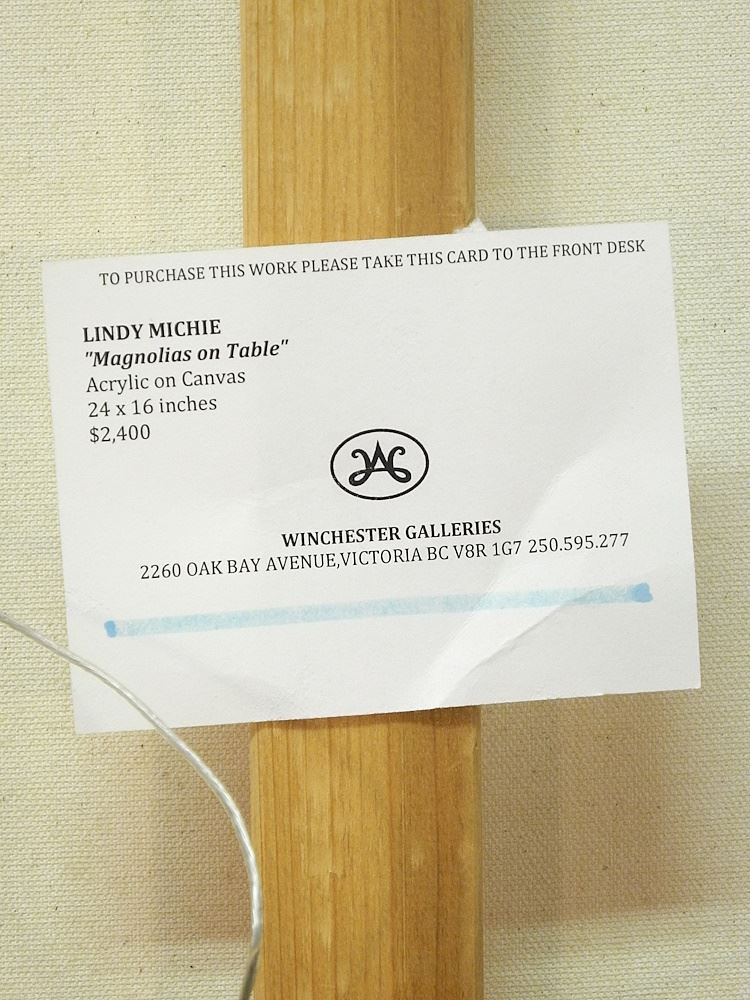 TO PURCHASE THIS WORK PLEASE TAKE THIS CARD TO THE FRONT DESK
LINDY MICHIE
"Magnolias on Table"
Acrylic on Canvas
24 x 16 inches
$2,400
WINCHESTER GALLERIES
2260 OAK BAY AVENUE,VICTORIA BC V8R 1G7 250.595.277